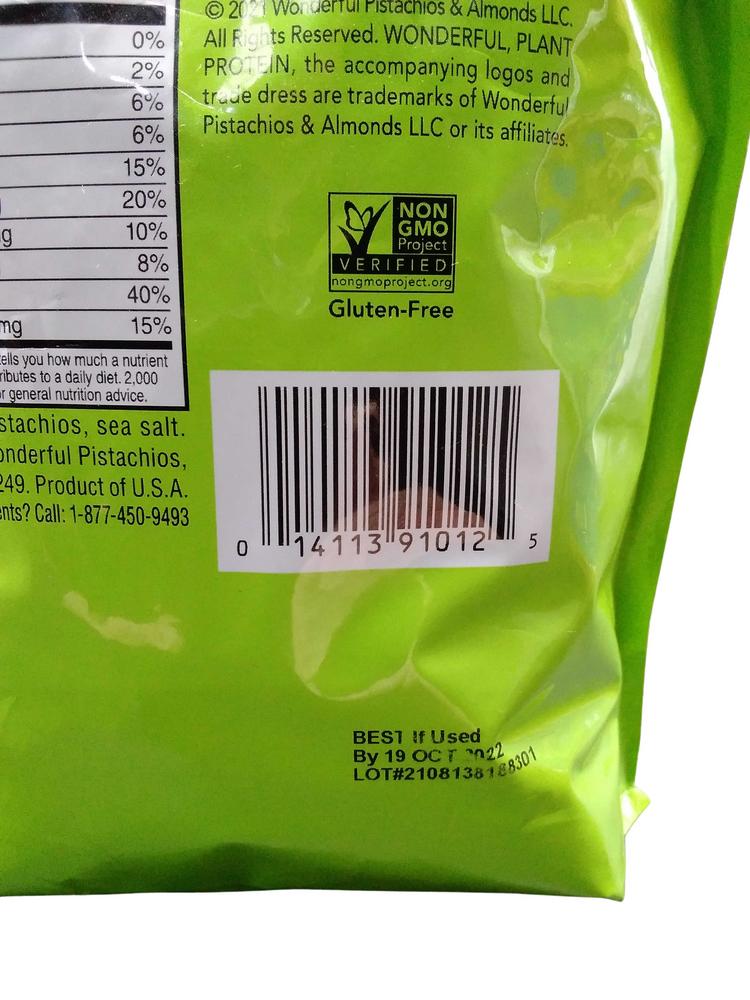 0%
2%
6%
6%
15%
20%
g 10%
8%
40%
mg 15%
ells you how much a nutrient
ributes to a daily diet. 2,000
r general nutrition advice.
stachios, sea salt.
onderful Pistachios,
249. Product of U.S.A.
ents? Call: 1-877-450-9493
© 2021 Wonderful Pistachios & Almonds LLC.
All Rights Reserved. WONDERFUL, PLANT
PROTEIN, the accompanying logos and
trade dress are trademarks of Wonderful
Pistachios & Almonds LLC or its affiliates.
NON
GMO
Project
VERIFIED
nongmoproject.org
Gluten-Free
0 14113 91012 5
BEST If Used
By 19 OCT 2022
LOT#2108138188301